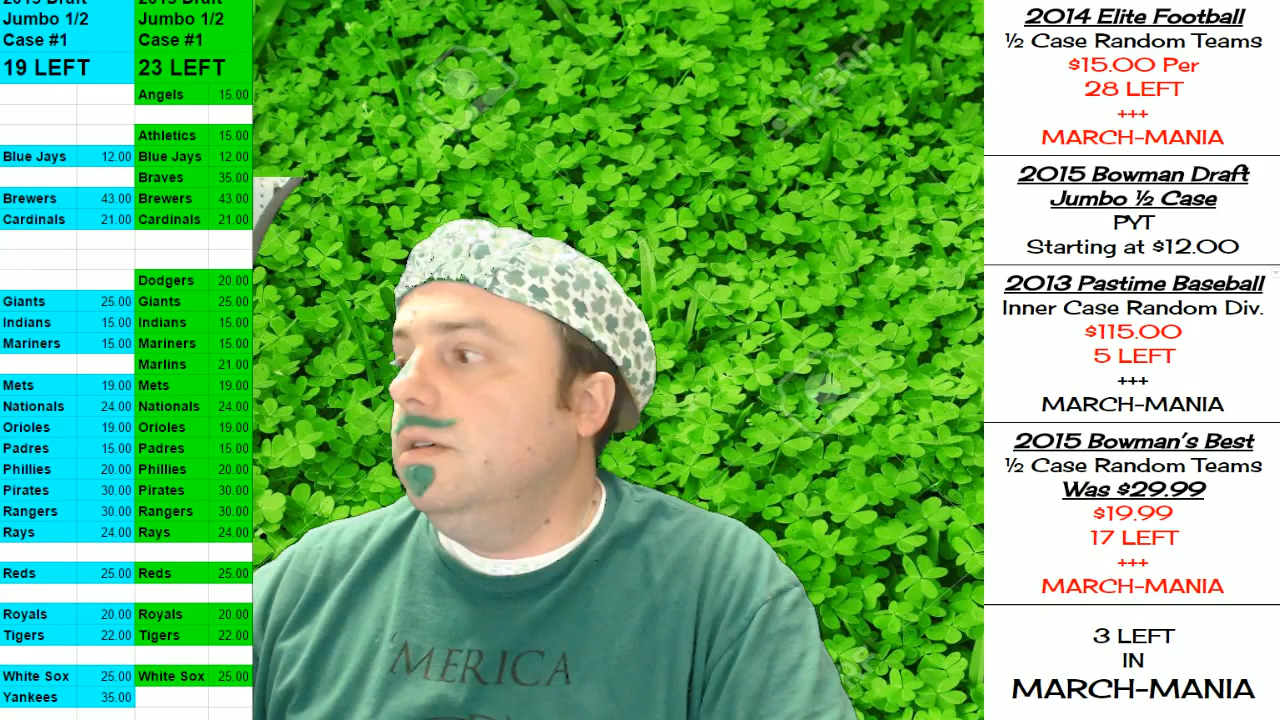 2015 Draft 2015 Draft
Jumbo 1/2 Jumbo 1/2
Case #1 Case #1
19 LEFT 23 LEFT
Angels 15.00
Athletics 15.00
Blue Jays 12.00 Blue Jays 12.00
Braves 35.00
Brewers 43.00 Brewers 43.00
Cardinals 21.00 Cardinals 21.00
Dodgers 20.00
Giants 25.00 Giants 25.00
Indians 15.00 Indians 15.00
Mariners 15.00 Mariners 15.00
Marlins 21.00
Mets 19.00 Mets 19.00
Nationals 24.00 Nationals 24.00
Orioles 19.00 Orioles 19.00
Padres 15.00 Padres 15.00
Phillies 20.00 Phillies 20.00
Pirates 30.00 Pirates 30.00
Rangers 30.00 Rangers 30.00
Rays 24.00 Rays 24.00
Reds 25.00 Reds 25.00
Royals 20.00 Royals 20.00
Tigers 22.00 Tigers 22.00
White Sox 25.00 White Sox 25.00
Yankees 35.00
'MERICA
2014 Elite Football
½ Case Random Teams
$15.00 Per
28 LEFT
+++
MARCH-MANIA
2015 Bowman Draft
Jumbo ½ Case
PYT
Starting at $12.00
2013 Pastime Baseball
Inner Case Random Div.
$115.00
5 LEFT
+++
MARCH-MANIA
2015 Bowman's Best
½ Case Random Teams
Was $29.99
$19.99
17 LEFT
+++
MARCH-MANIA
3 LEFT
IN
MARCH-MANIA